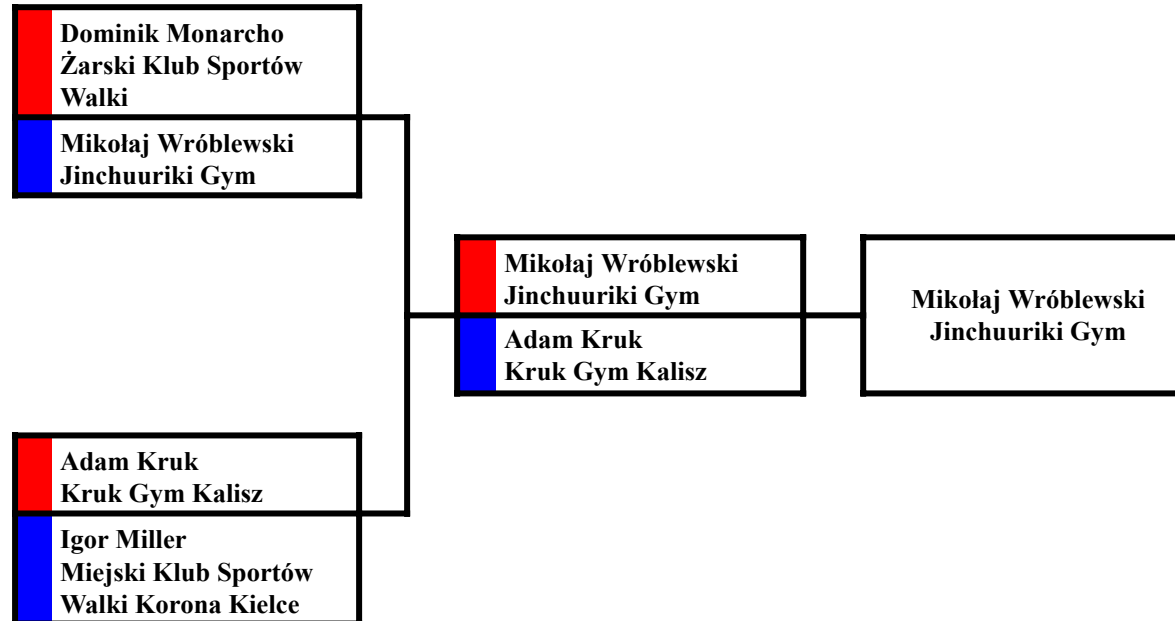 Dominik Monarcho
Żarski Klub Sportów
Walki
Mikołaj Wróblewski
Jinchuuriki Gym
Mikołaj Wróblewski
Jinchuuriki Gym
Adam Kruk
Kruk Gym Kalisz
Mikołaj Wróblewski
Jinchuuriki Gym
Adam Kruk
Kruk Gym Kalisz
Igor Miller
Miejski Klub Sportów
Walki Korona Kielce